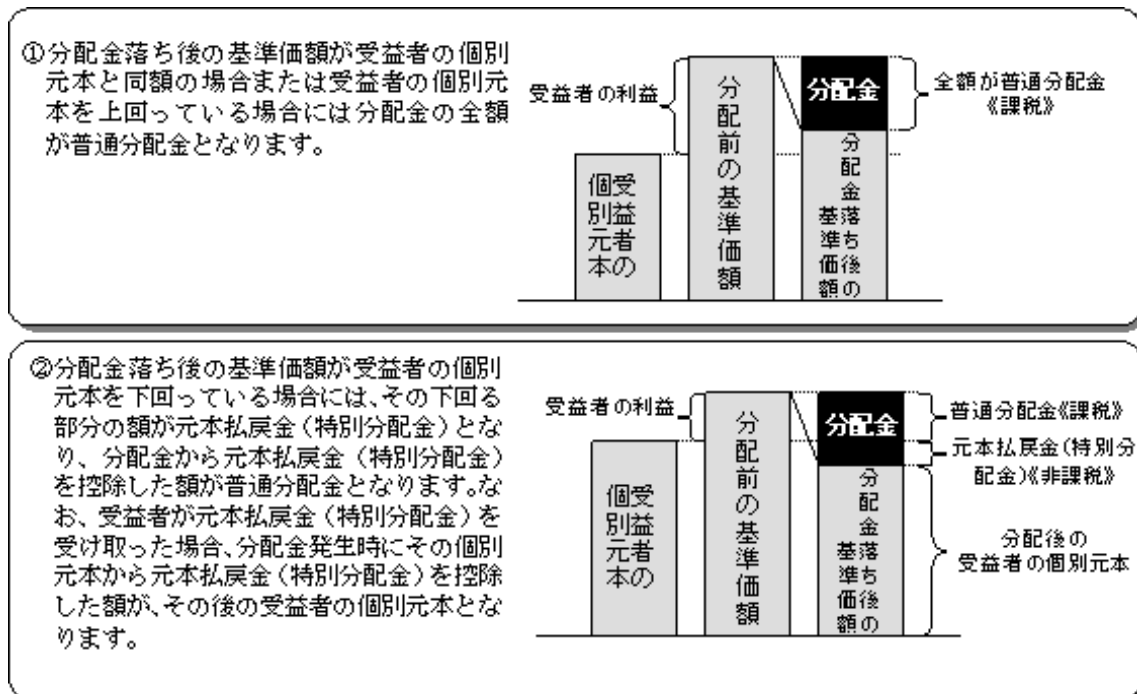 ①分配金落ち後の基準価額が受益者の個別
元本と同額の場合または受益者の個別元
本を上回っている場合には分配金の全額
が普通分配金となります。
受益者の利益
受益者の
個別元本
分配前の基準価額
分配金
分配金落ち後の
基準価額
全額が普通分配金
《課税》
②分配金落ち後の基準価額が受益者の個別
元本を下回っている場合には、その下回る
部分の額が元本払戻金(特別分配金)とな
り、分配金から元本払戻金(特別分配金)
を控除した額が普通分配金となります。な
お、受益者が元本払戻金(特別分配金)を
受け取った場合、分配金発生時にその個別
元本から元本払戻金(特別分配金)を控除
した額が、その後の受益者の個別元本とな
ります。
受益者の利益
受益者の
個別元本
分配前の基準価額
分配金
分配金落ち後の
基準価額
普通分配金《課税》
元本払戻金(特別分
配金)《非課税》
分配後の
受益者の個別元本